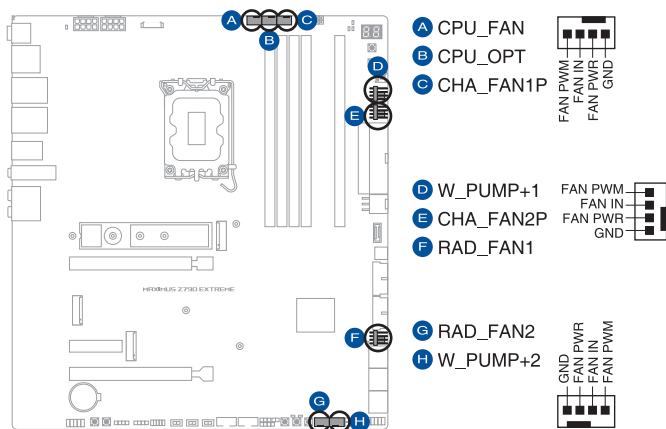 A CPU_FAN
B CPU_OPT
C CHA_FAN1P
FAN PWM
FAN IN
FAN PWR
GND
A
B
C
D
E
88
D W_PUMP+1
E CHA_FAN2P
F RAD_FAN1
FAN PWM
FAN IN
FAN PWR
GND
MAXIMUS Z790 EXTREME
F
G RAD_FAN2
H W_PUMP+2
GND
FAN PWR
FAN IN
FAN PWM
G
H